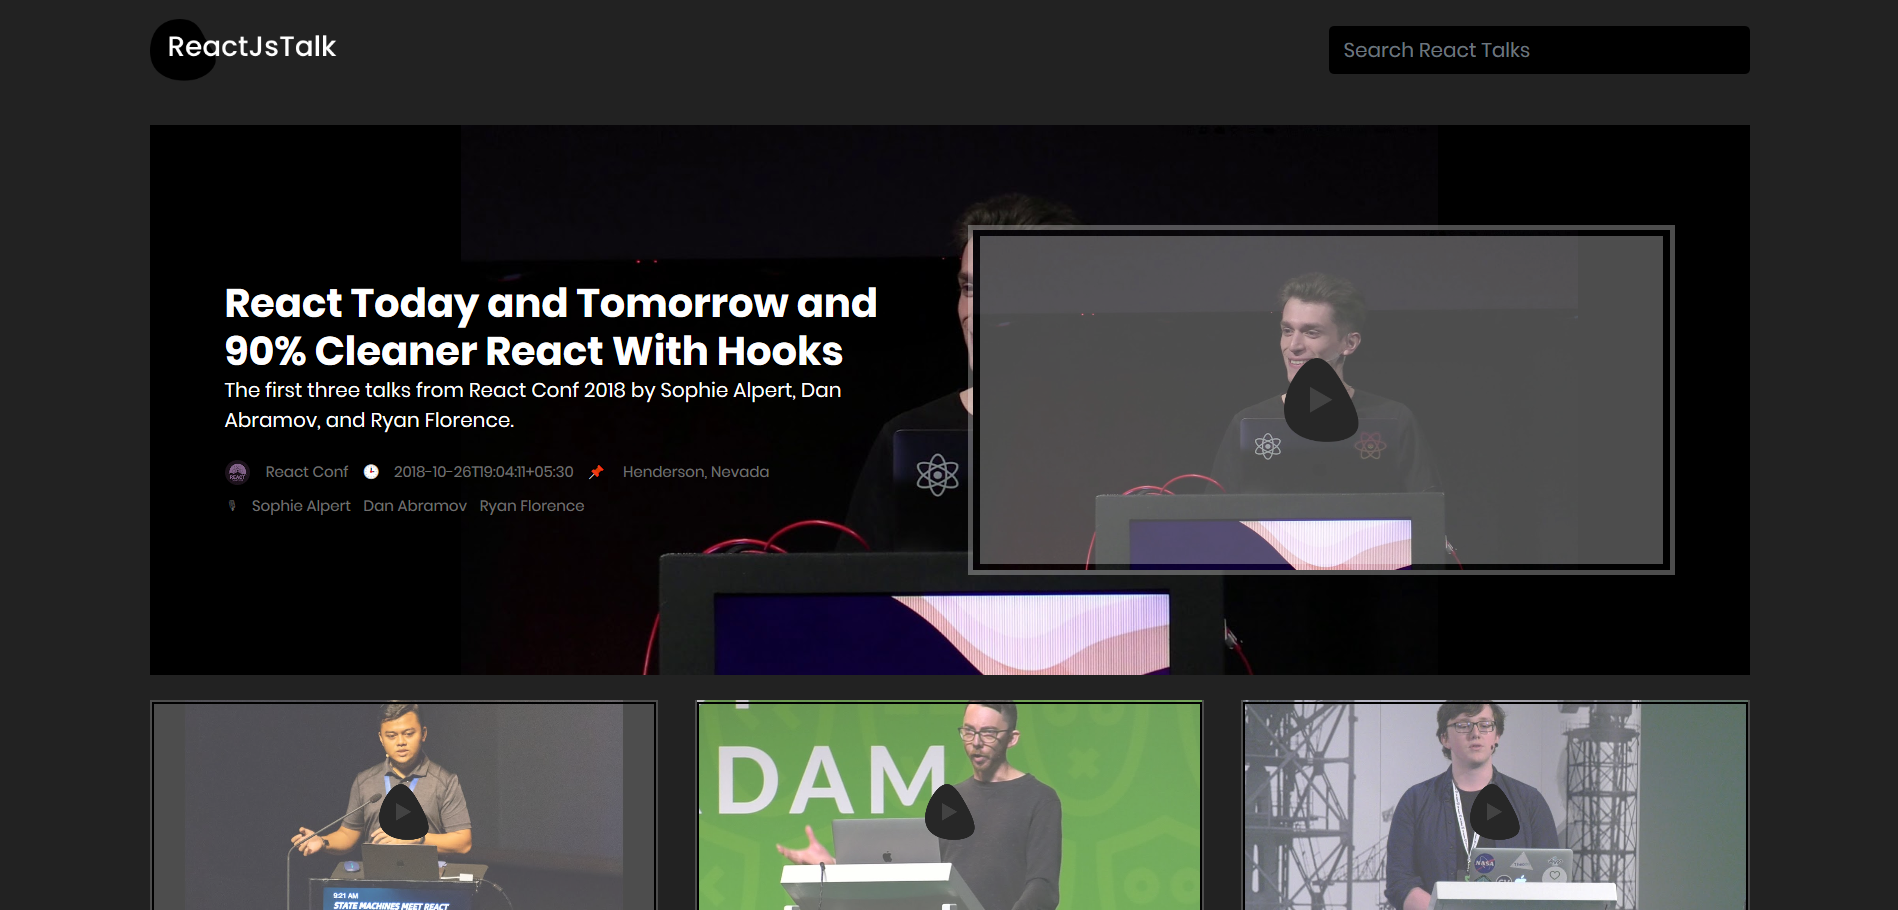 ReactJsTalk
Search React Talks
React Today and Tomorrow and
90% Cleaner React With Hooks
The first three talks from React Conf 2018 by Sophie Alpert, Dan
Abramov, and Ryan Florence.
REACT
React Conf 2018-10-26T19:04:11+05:30 Henderson, Nevada
Sophie Alpert Dan Abramov Ryan Florence
9:21 AM
STATE MACHINES MEET REACT
DAM
NASA